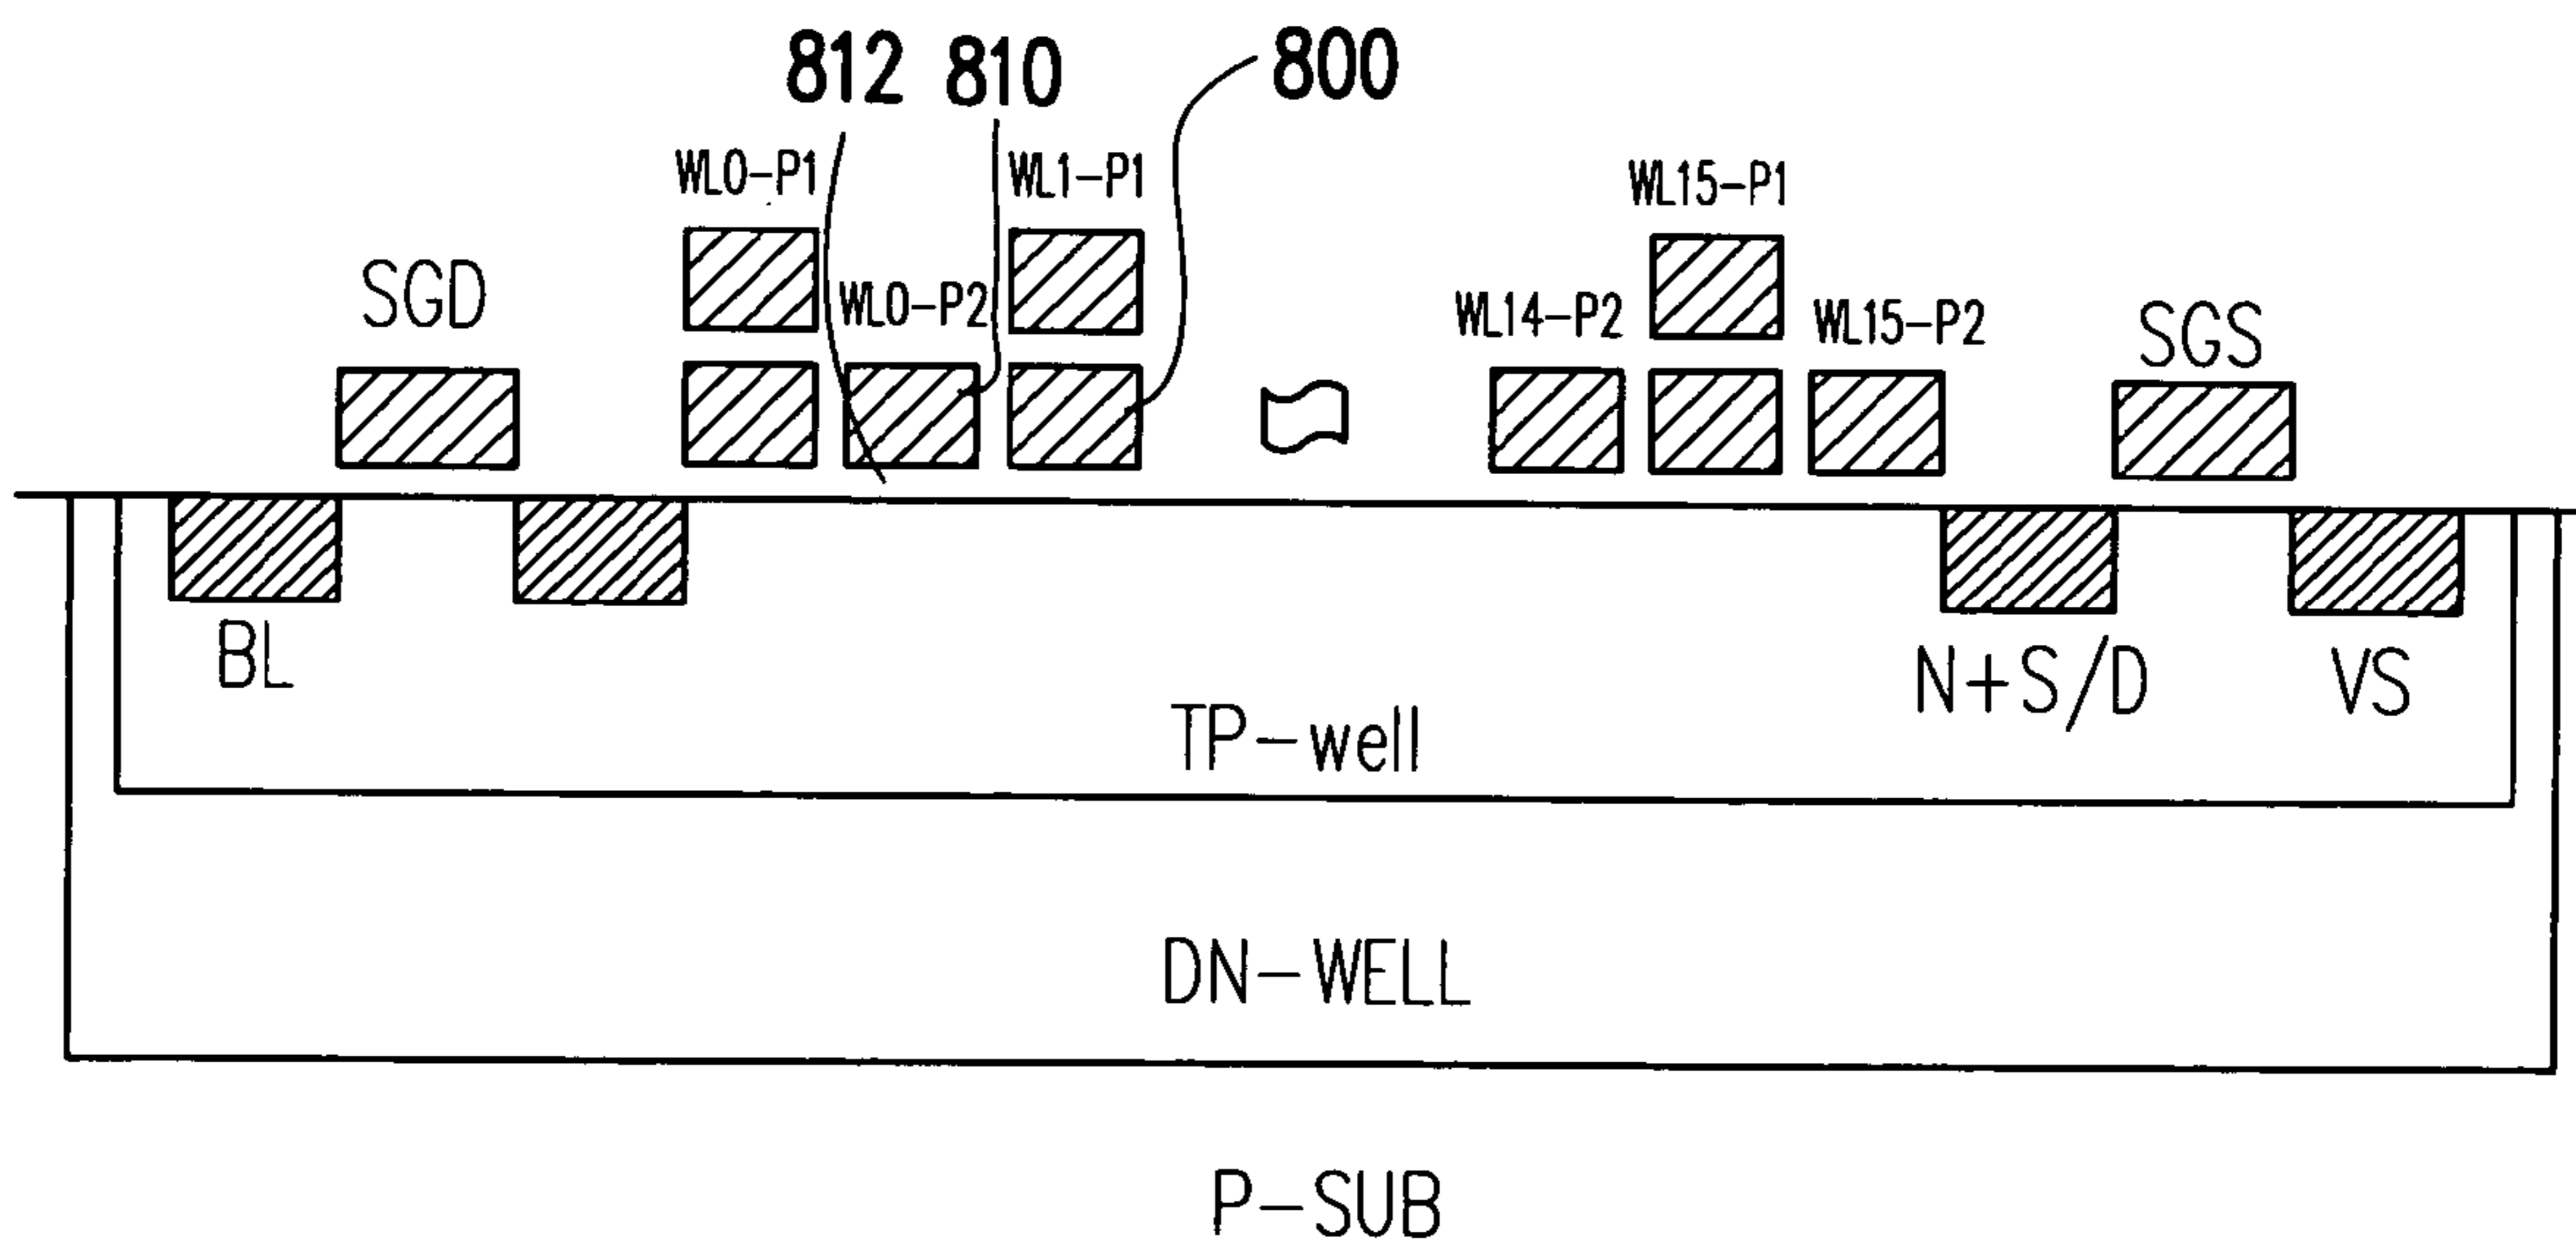 812 810 800
WL0-P1 WL1-P1 WL15-P1
SGD WL0-P2 WL14-P2 WL15-P2 SGS
BL N+S/D VS
TP-well
DN-WELL
P-SUB